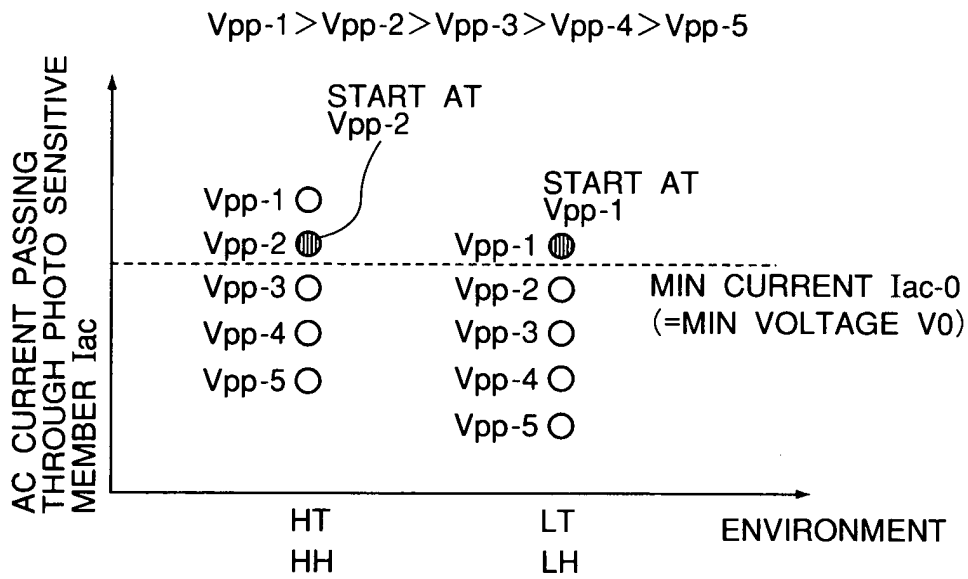 Vpp-1>Vpp-2>Vpp-3>Vpp-4>Vpp-5
AC CURRENT PASSING
THROUGH PHOTO SENSITIVE
MEMBER Iac
START AT
Vpp-2
Vpp-1
Vpp-2
Vpp-3
Vpp-4
Vpp-5
START AT
Vpp-1
Vpp-1
Vpp-2
Vpp-3
Vpp-4
Vpp-5
MIN CURRENT Iac-0
(=MIN VOLTAGE V0)
HT
HH
LT
LH
ENVIRONMENT